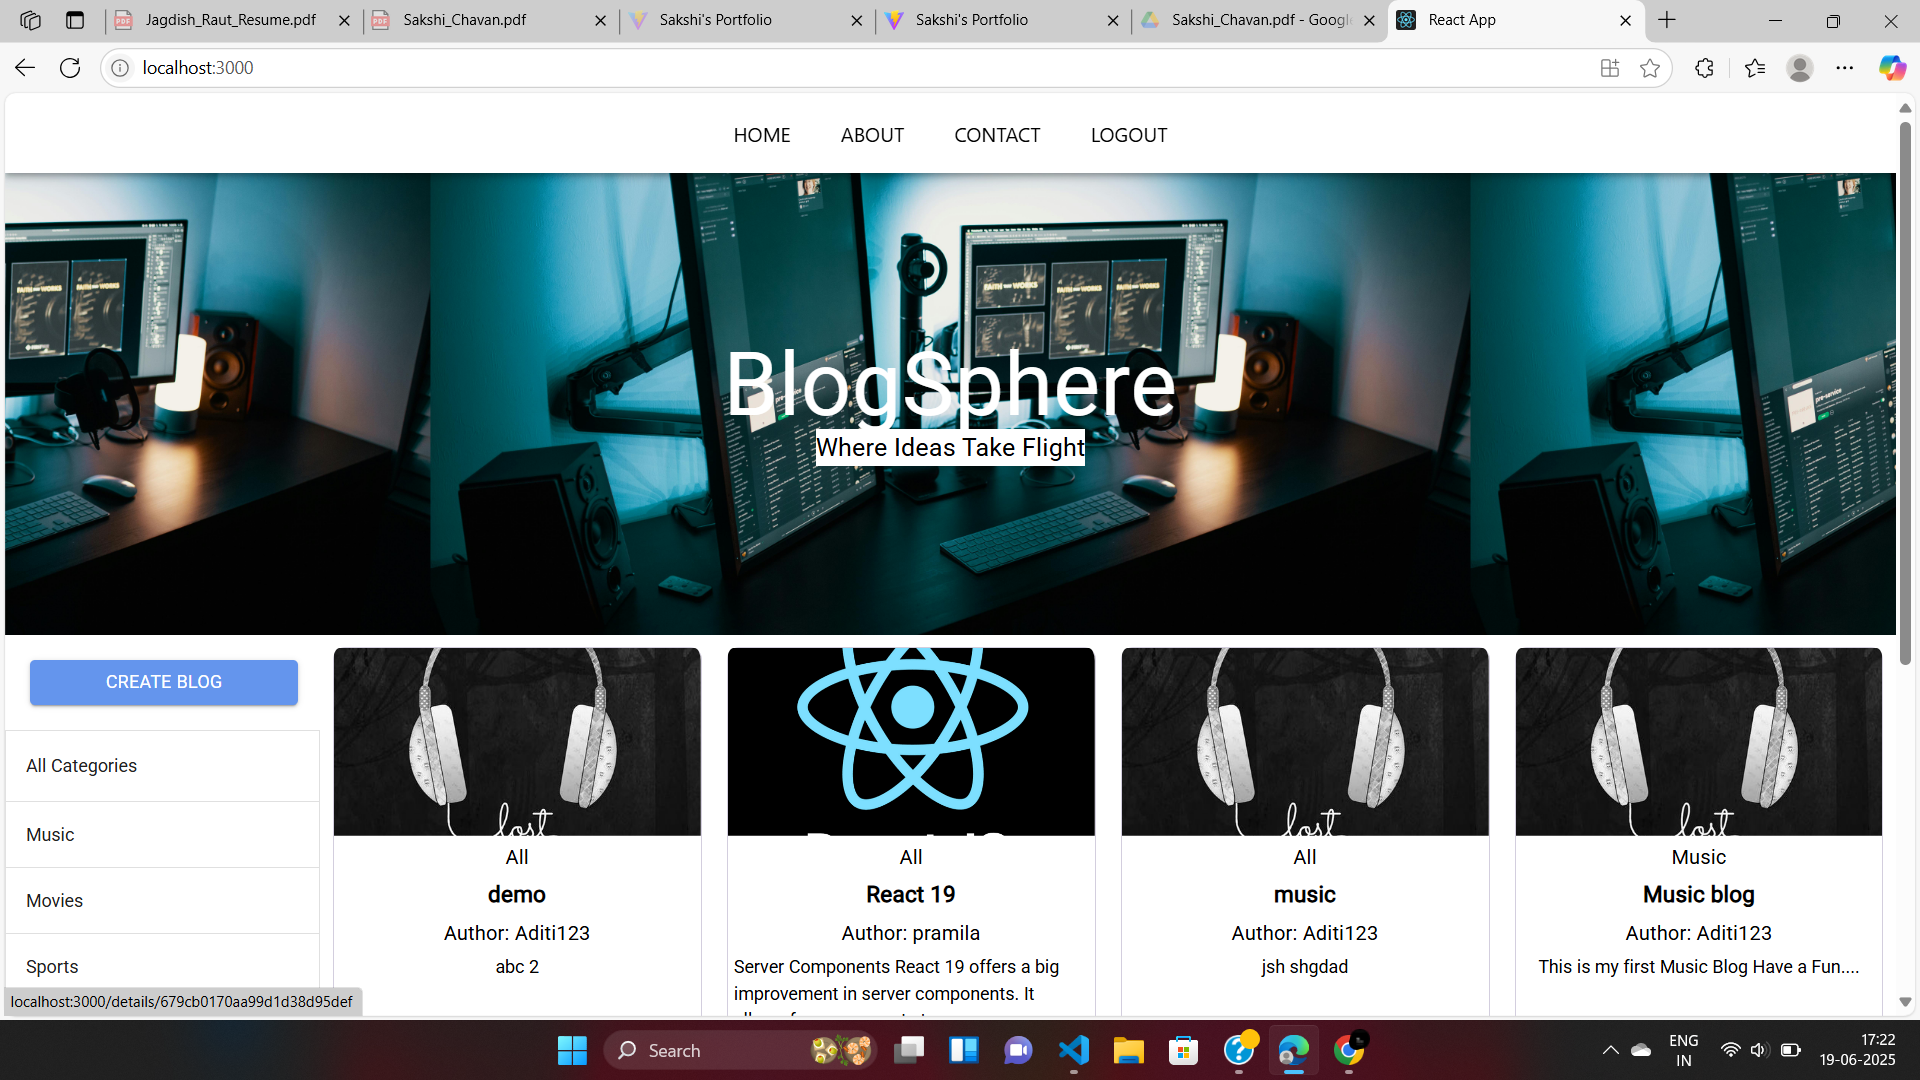 Jagdish_Raut_Resume.pdf
Sakshi_Chavan.pdf
Sakshi's Portfolio
Sakshi's Portfolio
Sakshi_Chavan.pdf - Googl
React App
localhost:3000
HOME
ABOUT
CONTACT
LOGOUT
BlogSphere
Where Ideas Take Flight
CREATE BLOG
All Categories
Music
Movies
Sports
lost
All
demo
Author: Aditi123
abc 2
All
React 19
Author: pramila
Server Components React 19 offers a big
improvement in server components. It
lost
All
music
Author: Aditi123
jsh shgdad
lost
Music
Music blog
Author: Aditi123
This is my first Music Blog Have a Fun....
localhost:3000/details/679cb0170aa99d1d38d95def
Search
ENG
IN
17:22
19-06-2025